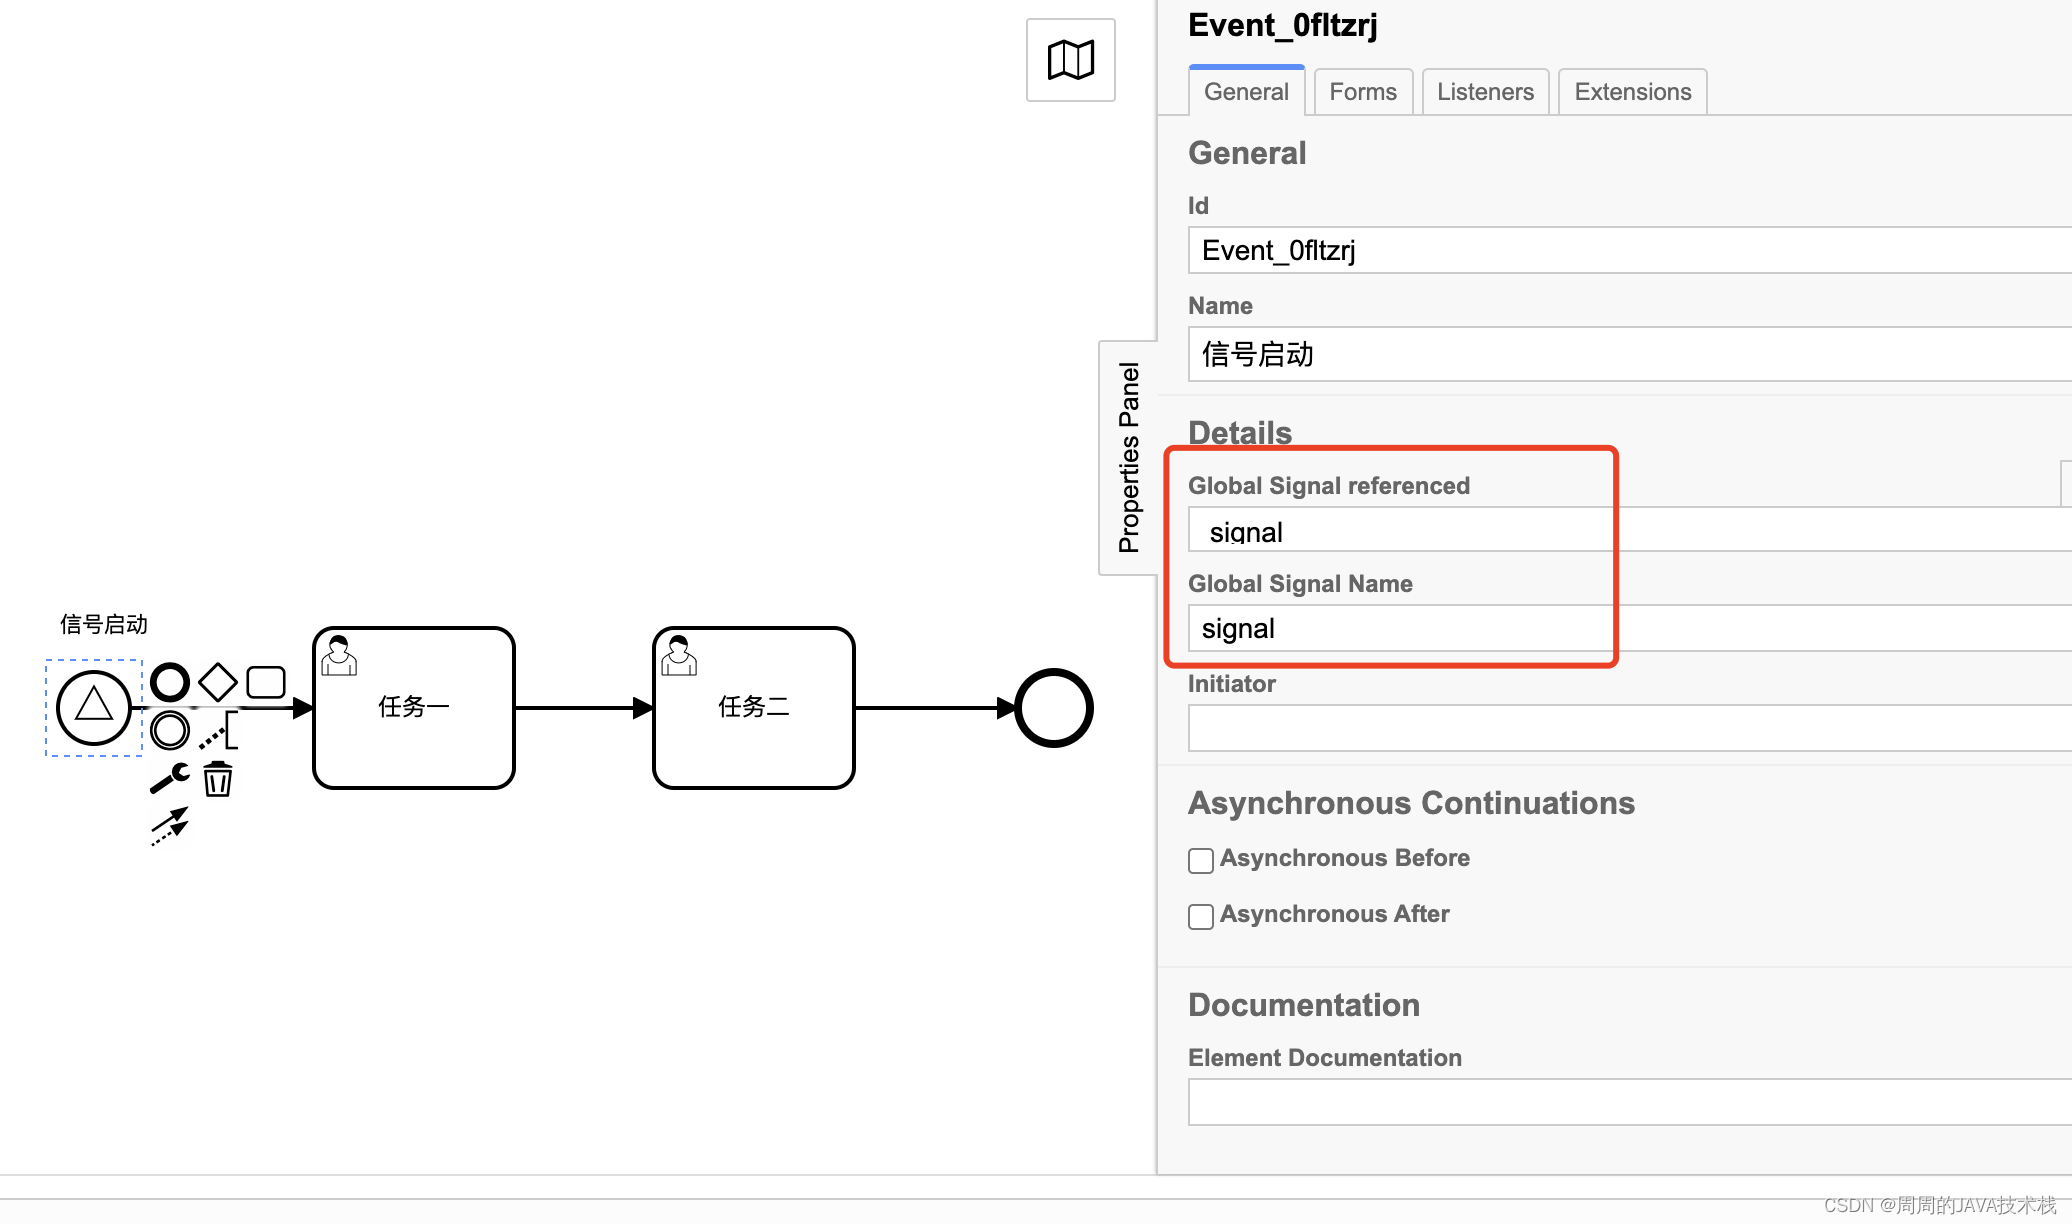 Event_0fltzrj
General
Forms
Listeners
Extensions
General
Id
Event_0fltzrj
Name
信号启动
Details
Global Signal referenced
signal
Global Signal Name
signal
Initiator
Asynchronous Continuations
Asynchronous Before
Asynchronous After
Documentation
Element Documentation
Properties Panel
信号启动
任务一
任务二
CSDN @周周的JAVA技术栈